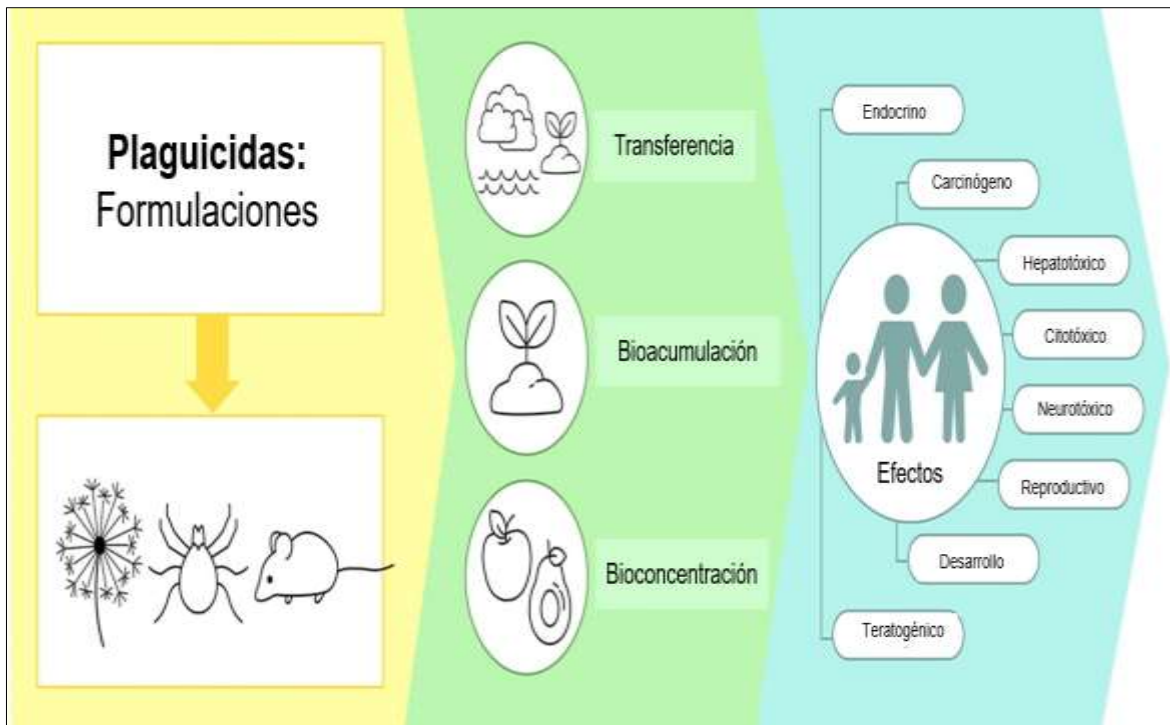 Plaguicidas:
Formulaciones
Transferencia
Bioacumulación
Bioconcentración
Endocrino
Carcinógeno
Hepatotóxico
Citotóxico
Neurotóxico
Reproductivo
Desarrollo
Teratogénico
Efectos